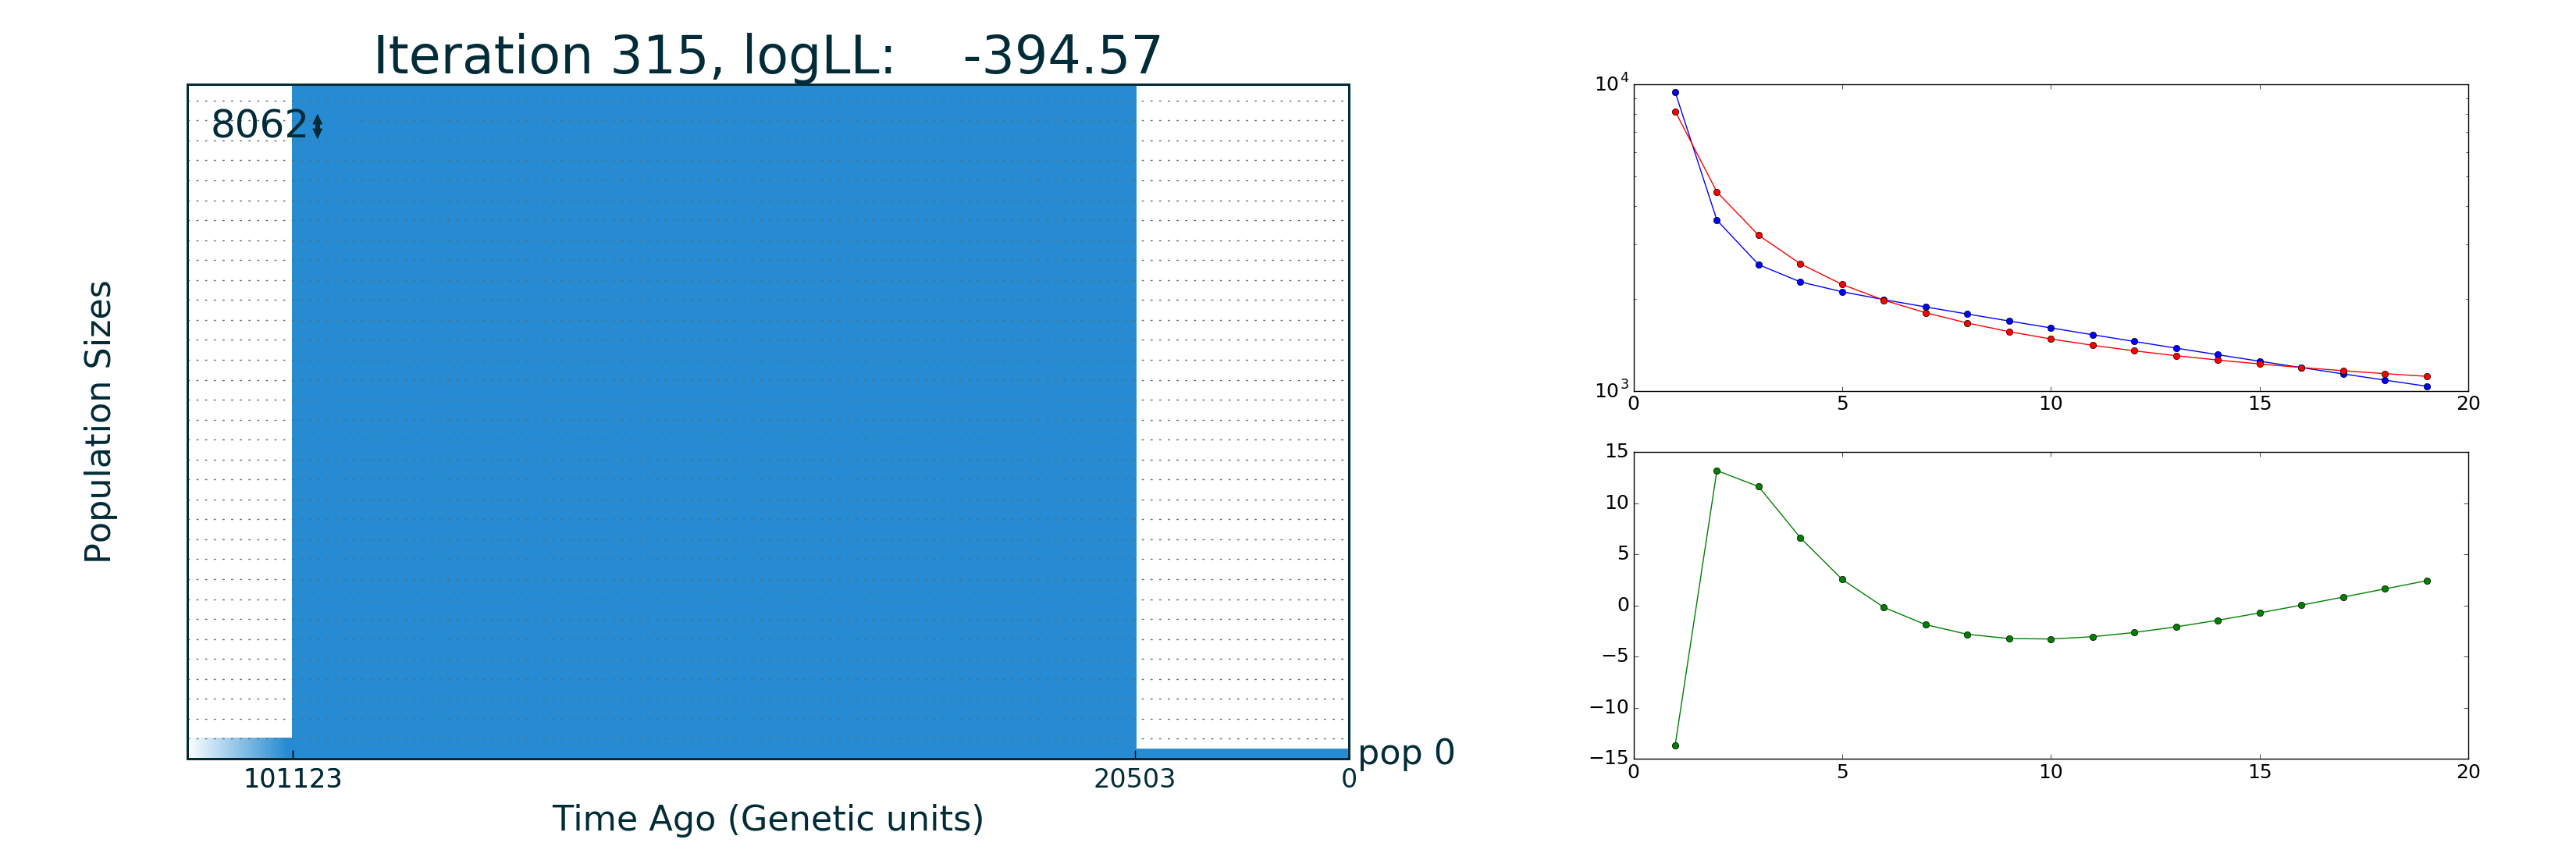 Iteration 315, logLL: -394.57
8062
Population Sizes
pop 0
101123 20503 0
Time Ago (Genetic units)
10^4
10^3
0 5 10 15 20
15
10
5
0
−5
−10
−15
0 5 10 15 20